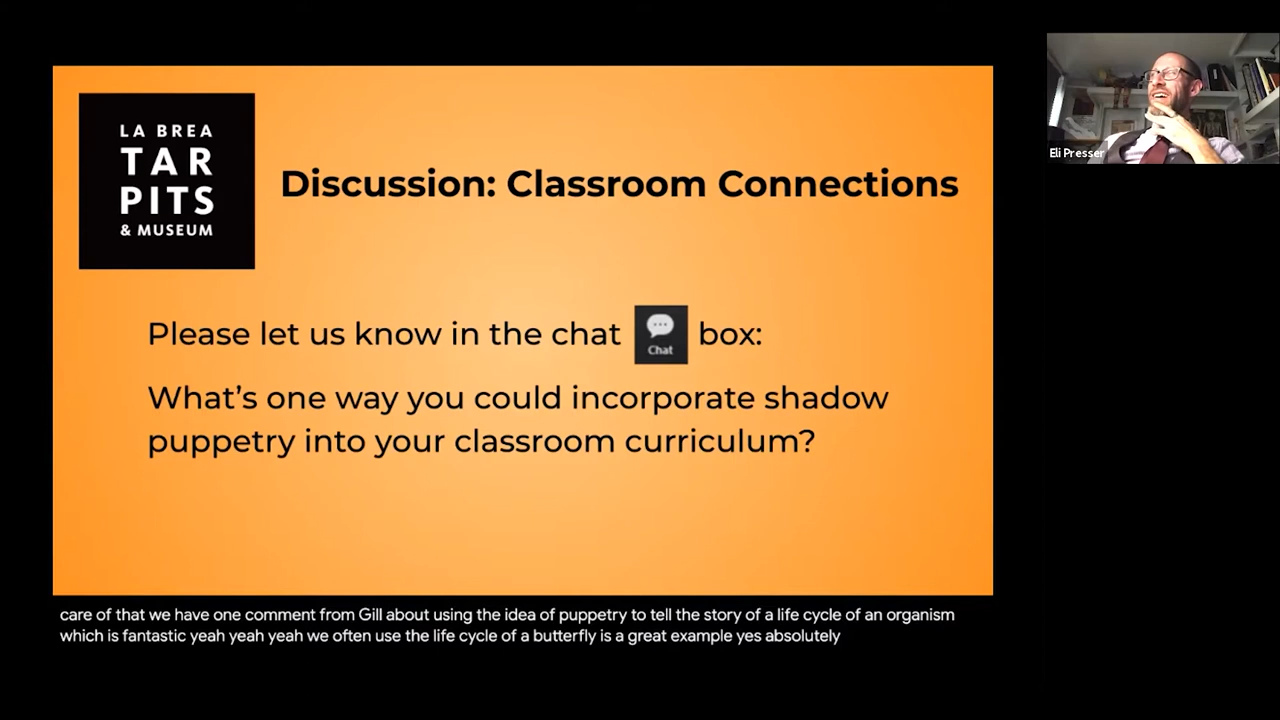 LA BREA
TAR
PITS
& MUSEUM
Discussion: Classroom Connections
Please let us know in the chat Chat box:
What's one way you could incorporate shadow
puppetry into your classroom curriculum?
Eli Presser
care of that we have one comment from Gill about using the idea of puppetry to tell the story of a life cycle of an organism
which is fantastic yeah yeah yeah we often use the life cycle of a butterfly is a great example yes absolutely